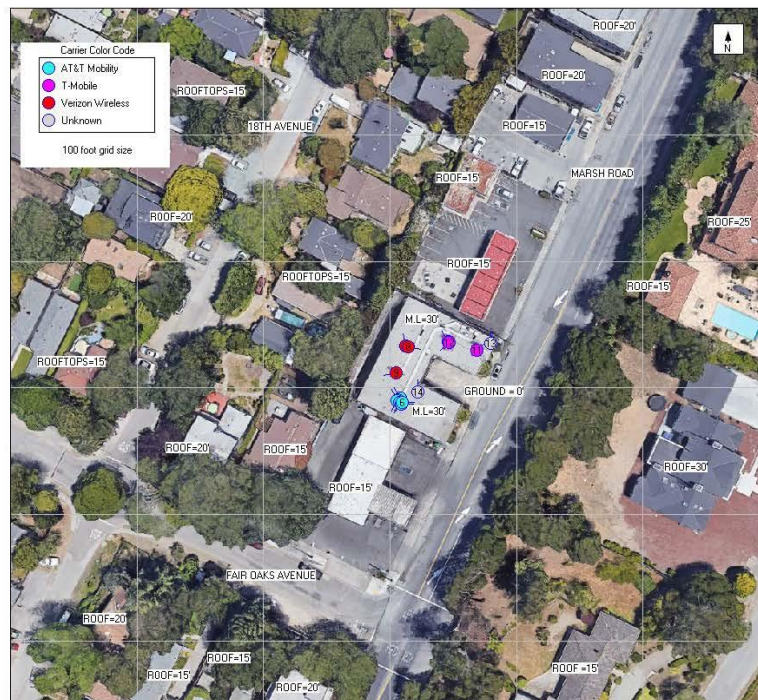 Carrier Color Code
AT&T Mobility
T-Mobile
Verizon Wireless
Unknown
100 foot grid size
N
ROOF=20'
ROOF=20'
ROOFTOPS=15'
ROOF=15'
18TH AVENUE
MARSH ROAD
ROOF=15'
ROOF=20'
ROOF=25'
ROOF=15'
ROOFTOPS=15'
ROOF=15'
M.L=30'
13
11
ROOFTOPS=15'
GROUND = 0'
14
6
M.L=30'
ROOF=20'
ROOF=15'
ROOF=30'
ROOF=15'
FAIR OAKS AVENUE
ROOF=20'
ROOF=15'
ROOF=15'
ROOF=20'
ROOF =15'